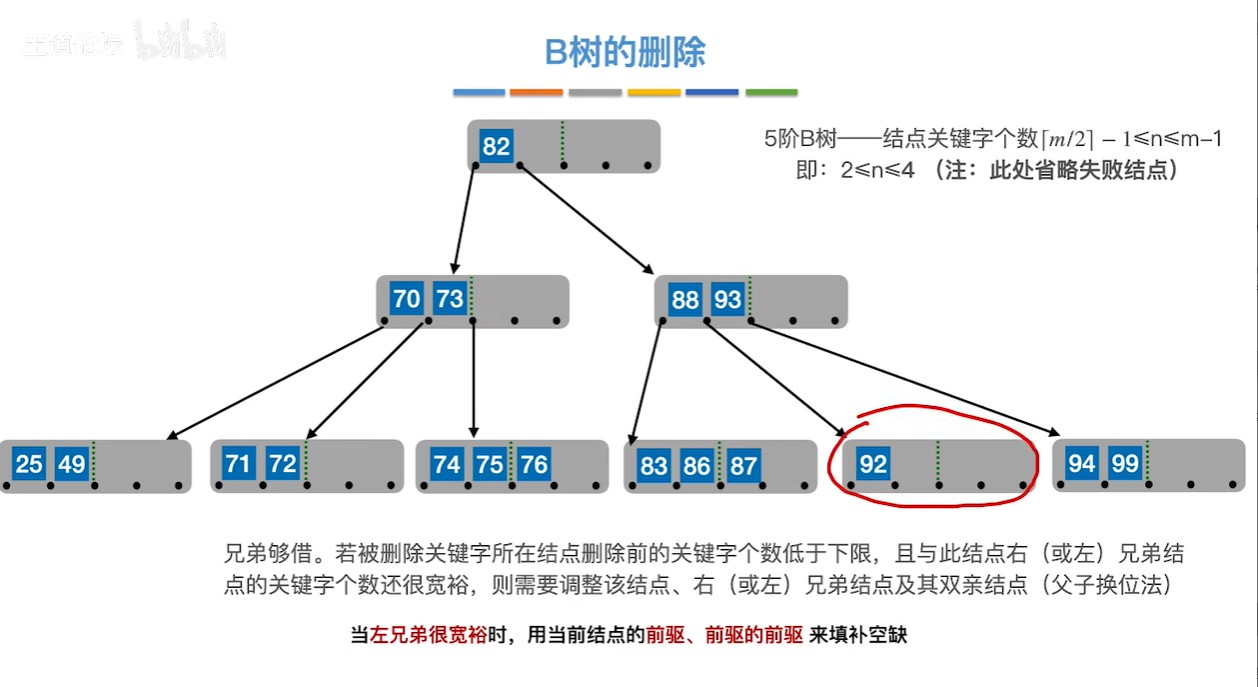 王道论坛 bilibili
B树的删除
82
5阶B树——结点关键字个数⌈m/2⌉ − 1≤n≤m–1
即：2≤n≤4 （注：此处省略失败结点）
70 73
88 93
25 49
71 72
74 75 76
83 86 87
92
94 99
兄弟够借。若被删除关键字所在结点删除前的关键字个数低于下限，且与此结点右（或左）兄弟结
点的关键字个数还很宽裕，则需要调整该结点、右（或左）兄弟结点及其双亲结点（父子换位法）
当左兄弟很宽裕时，用当前结点的前驱、前驱的前驱 来填补空缺